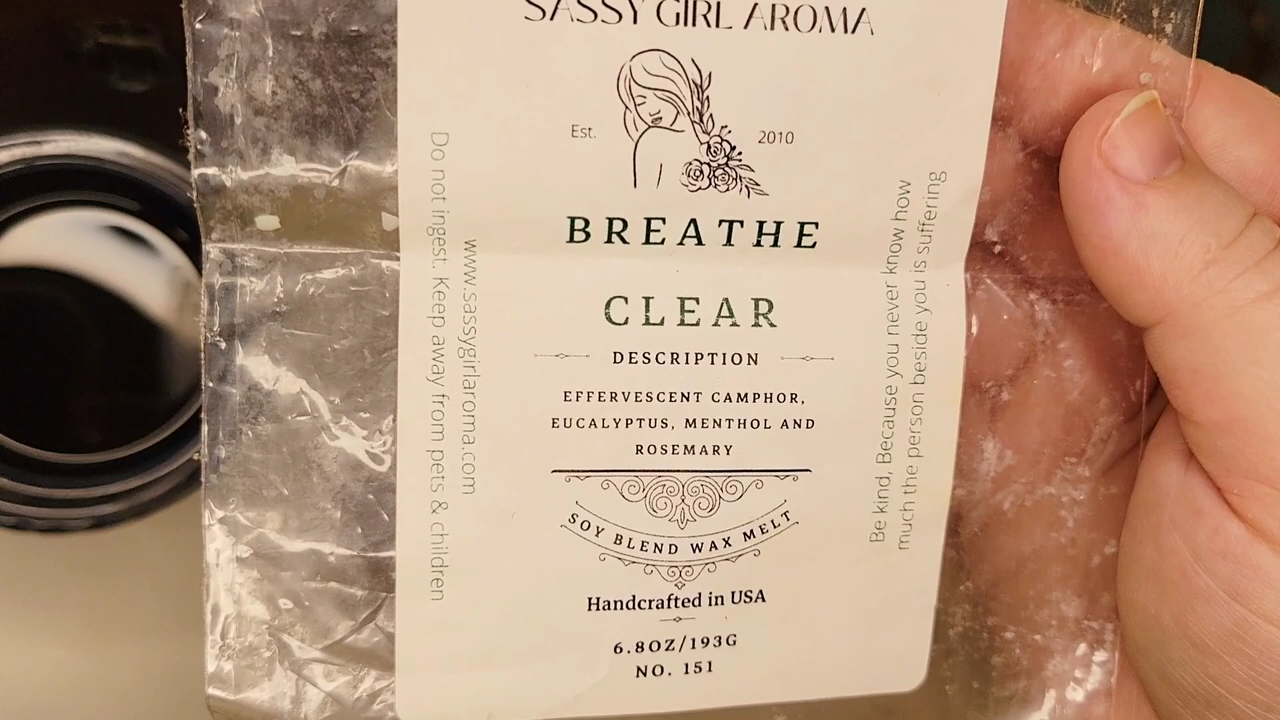 SASSY GIRL AROMA
Est. 2010
BREATHE
CLEAR
DESCRIPTION
EFFERVESCENT CAMPHOR,
EUCALYPTUS, MENTHOL AND
ROSEMARY
SOY BLEND WAX MELT
Handcrafted in USA
6.8OZ/193G
NO. 151
www.sassygirlaroma.com
Do not ingest. Keep away from pets & children
Be kind, Because you never know how
much the person beside you is suffering